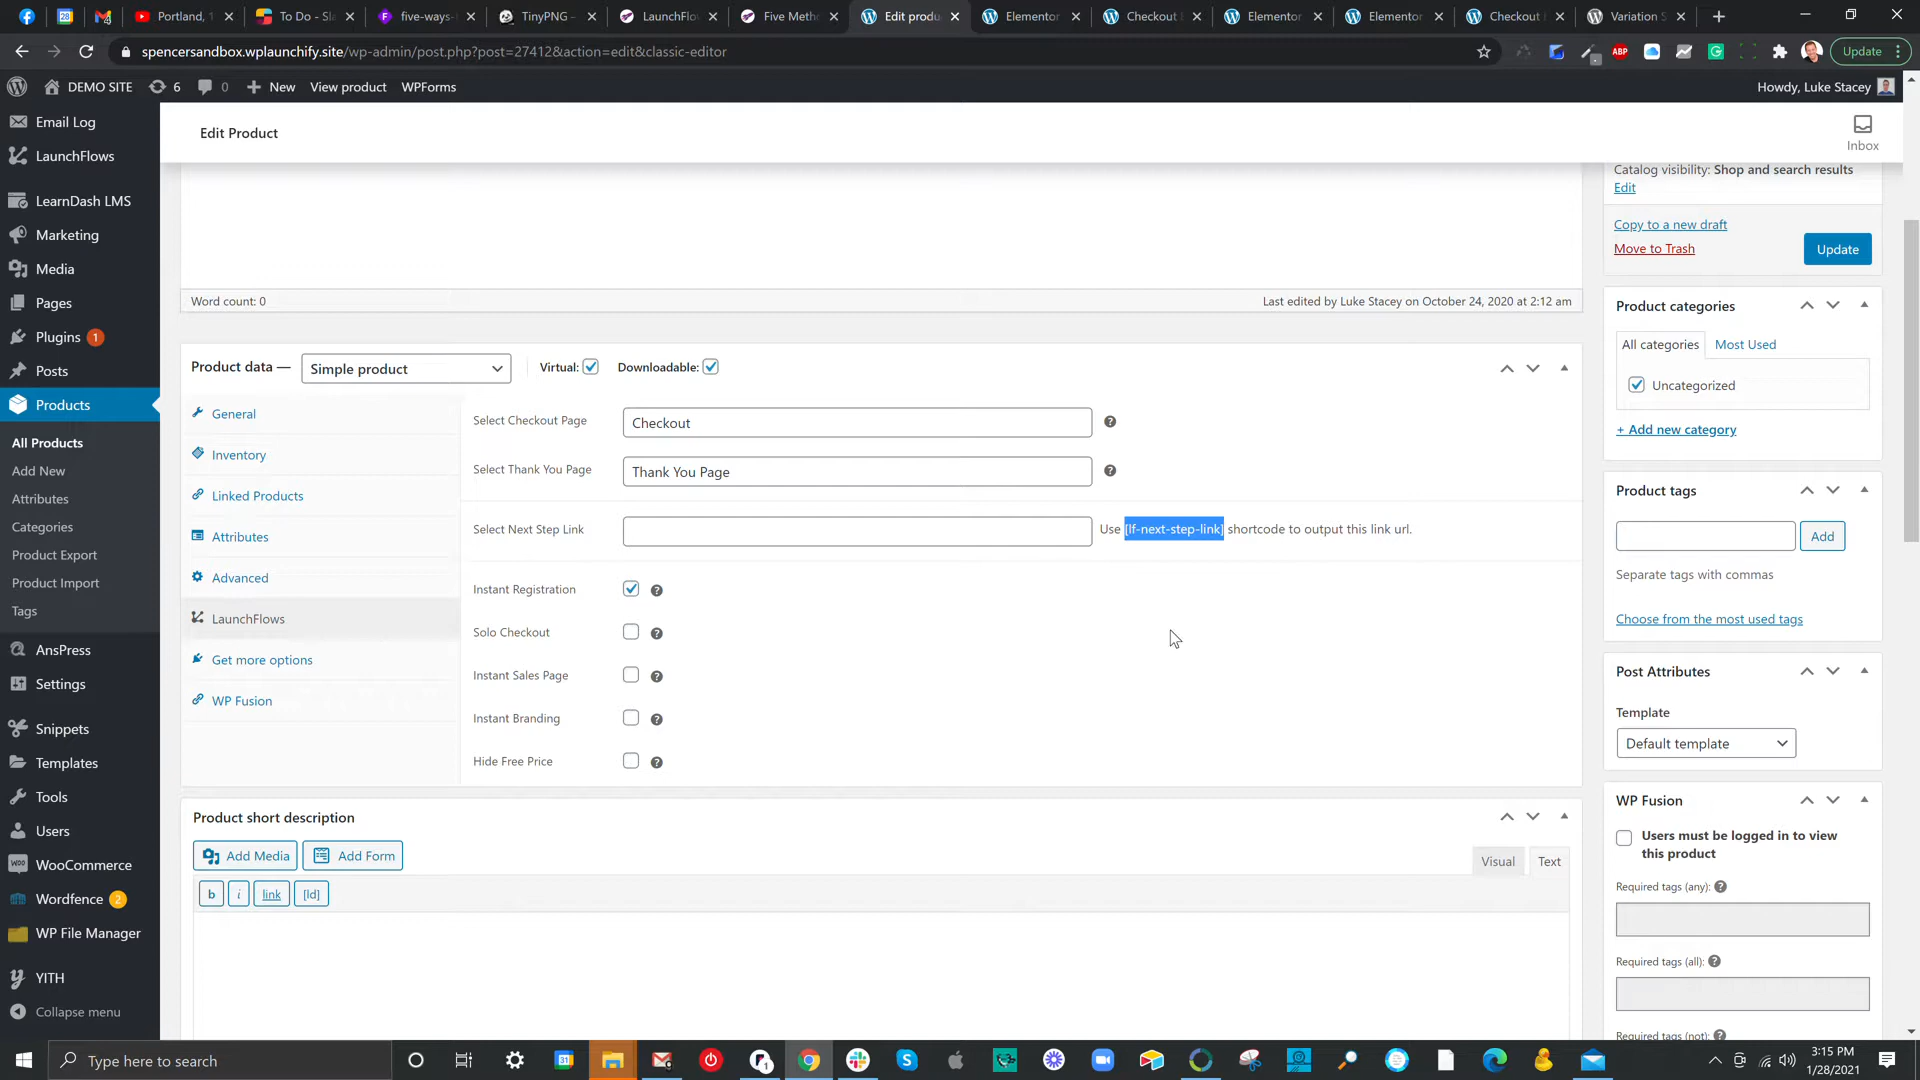 Portland,
To Do - Sla
five-ways-
TinyPNG –
LaunchFlo
Five Metho
Edit produ
Elementor
Checkout
Elementor
Elementor
Checkout
Variation S
spencersandbox.wplaunchify.site/wp-admin/post.php?post=27412&action=edit&classic-editor
ABP
Update
DEMO SITE
6
0
New
View product
WPForms
Howdy, Luke Stacey
Email Log
LaunchFlows
LearnDash LMS
Marketing
Media
Pages
Plugins 1
Posts
Products
All Products
Add New
Attributes
Categories
Product Export
Product Import
Tags
AnsPress
Settings
Snippets
Templates
Tools
Users
WooCommerce
Wordfence 2
WP File Manager
YITH
Collapse menu
Edit Product
Inbox
Word count: 0
Last edited by Luke Stacey on October 24, 2020 at 2:12 am
Product data —
Simple product
Virtual:
Downloadable:
General
Inventory
Linked Products
Attributes
Advanced
LaunchFlows
Get more options
WP Fusion
Select Checkout Page
Checkout
Select Thank You Page
Thank You Page
Select Next Step Link
Use [lf-next-step-link] shortcode to output this link url.
Instant Registration
Solo Checkout
Instant Sales Page
Instant Branding
Hide Free Price
Product short description
Add Media
Add Form
Visual
Text
b
i
link
[ld]
Catalog visibility: Shop and search results
Edit
Copy to a new draft
Move to Trash
Update
Product categories
All categories
Most Used
Uncategorized
+ Add new category
Product tags
Add
Separate tags with commas
Choose from the most used tags
Post Attributes
Template
Default template
WP Fusion
Users must be logged in to view
this product
Required tags (any):
Required tags (all):
Required tags (not):
Type here to search
3:15 PM
1/28/2021